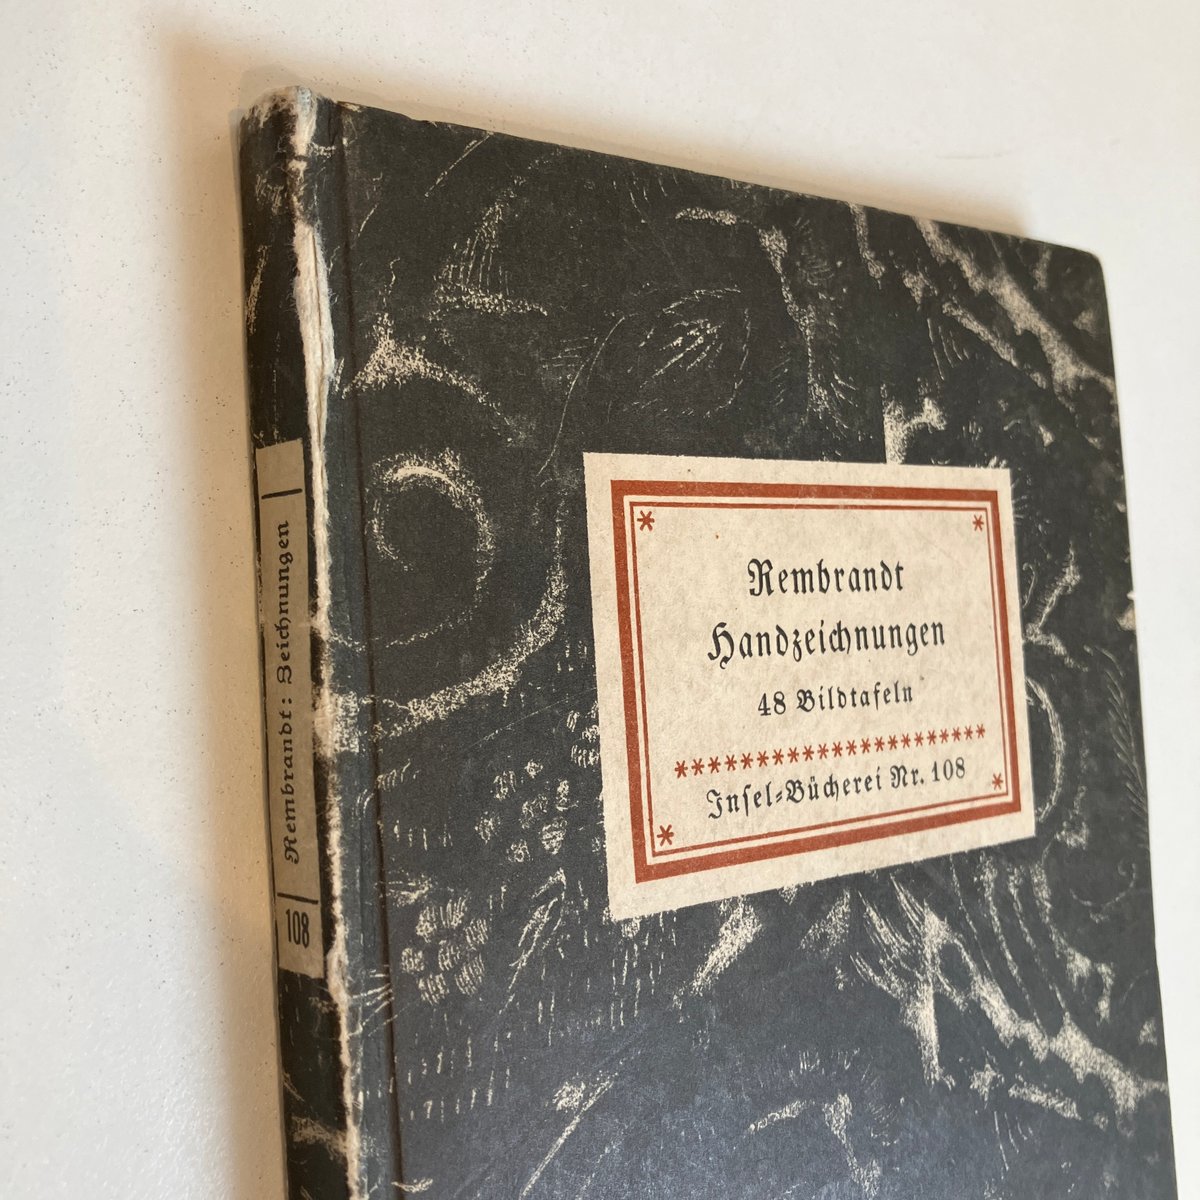 Rembrandt
Handzeichnungen
48 Bildtafeln
********************
Insel-Bücherei Nr. 108
Rembrandt: Zeichnungen
108